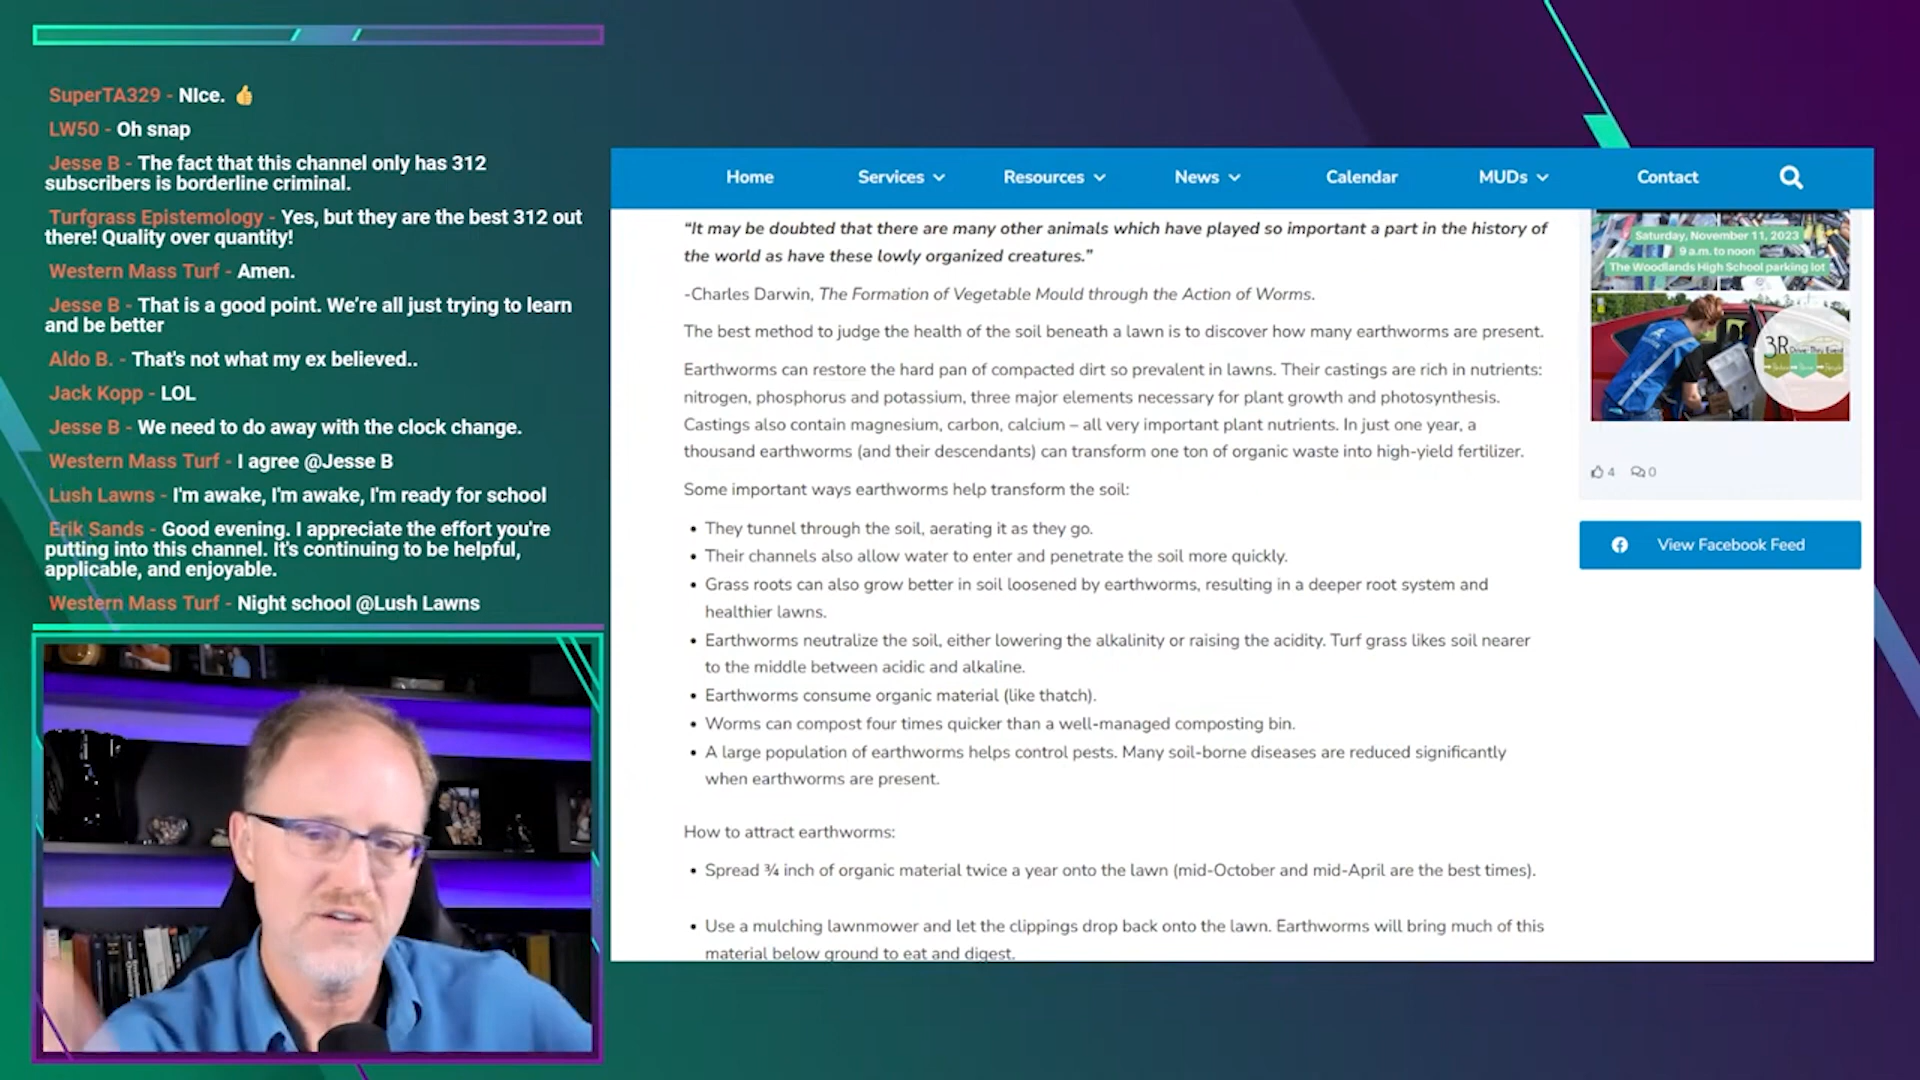 SuperTA329 - NIce. 👍
LW50 - Oh snap
Jesse B - The fact that this channel only has 312
subscribers is borderline criminal.
Turfgrass Epistemology - Yes, but they are the best 312 out
there! Quality over quantity!
Western Mass Turf - Amen.
Jesse B - That is a good point. We’re all just trying to learn
and be better
Aldo B. - That's not what my ex believed..
Jack Kopp - LOL
Jesse B - We need to do away with the clock change.
Western Mass Turf - I agree @Jesse B
Lush Lawns - I'm awake, I'm awake, I'm ready for school
Erik Sands - Good evening. I appreciate the effort you're
putting into this channel. It's continuing to be helpful,
applicable, and enjoyable.
Western Mass Turf - Night school @Lush Lawns
Home Services Resources News Calendar MUDs Contact
“It may be doubted that there are many other animals which have played so important a part in the history of
the world as have these lowly organized creatures.”
-Charles Darwin, The Formation of Vegetable Mould through the Action of Worms.
The best method to judge the health of the soil beneath a lawn is to discover how many earthworms are present.
Earthworms can restore the hard pan of compacted dirt so prevalent in lawns. Their castings are rich in nutrients:
nitrogen, phosphorus and potassium, three major elements necessary for plant growth and photosynthesis.
Castings also contain magnesium, carbon, calcium – all very important plant nutrients. In just one year, a
thousand earthworms (and their descendants) can transform one ton of organic waste into high-yield fertilizer.
Some important ways earthworms help transform the soil:
• They tunnel through the soil, aerating it as they go.
• Their channels also allow water to enter and penetrate the soil more quickly.
• Grass roots can also grow better in soil loosened by earthworms, resulting in a deeper root system and
healthier lawns.
• Earthworms neutralize the soil, either lowering the alkalinity or raising the acidity. Turf grass likes soil nearer
to the middle between acidic and alkaline.
• Earthworms consume organic material (like thatch).
• Worms can compost four times quicker than a well-managed composting bin.
• A large population of earthworms helps control pests. Many soil-borne diseases are reduced significantly
when earthworms are present.
How to attract earthworms:
• Spread ¾ inch of organic material twice a year onto the lawn (mid-October and mid-April are the best times).
• Use a mulching lawnmower and let the clippings drop back onto the lawn. Earthworms will bring much of this
material below ground to eat and digest.
Saturday, November 11, 2023
9 a.m. to noon
The Woodlands High School parking lot
3R Drive-Thru Event
4 0
View Facebook Feed